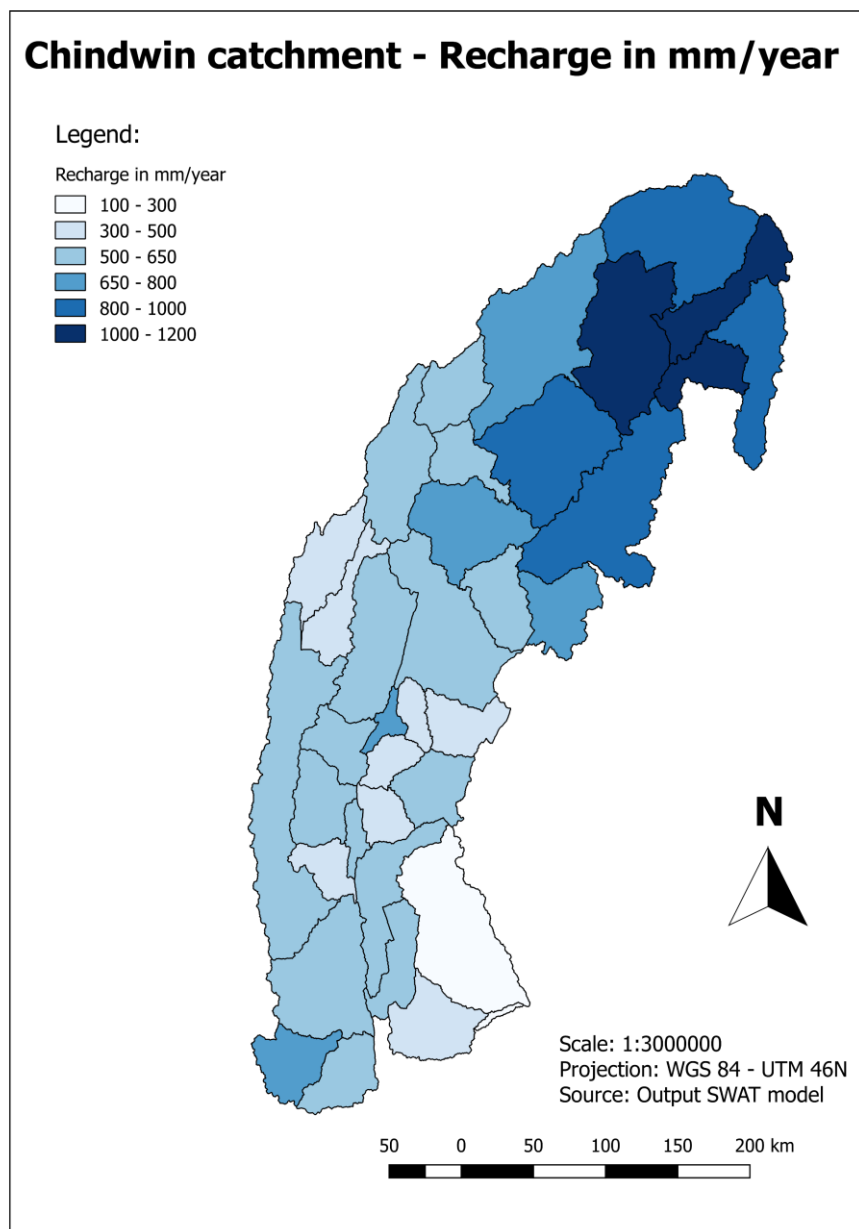 Chindwin catchment - Recharge in mm/year
Legend:
Recharge in mm/year
100 - 300
300 - 500
500 - 650
650 - 800
800 - 1000
1000 - 1200
N
Scale: 1:3000000
Projection: WGS 84 - UTM 46N
Source: Output SWAT model
50 0 50 100 150 200 km